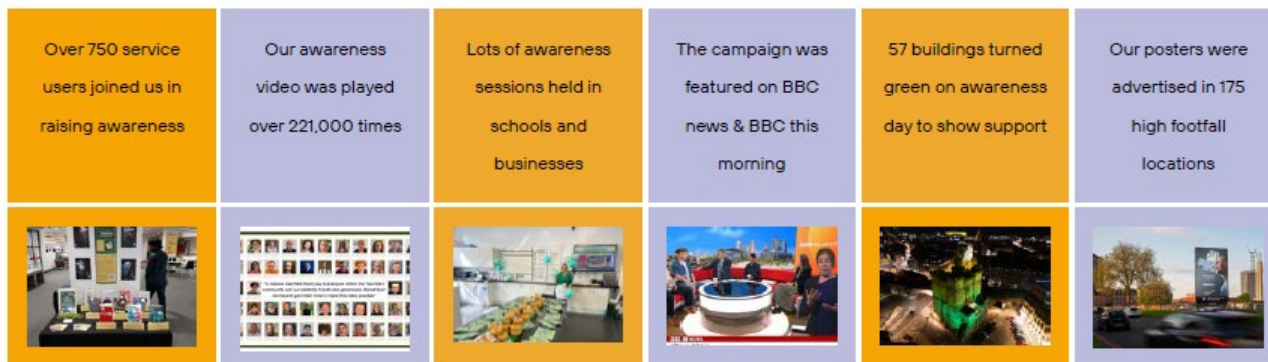 Over 750 service
users joined us in
raising awareness
Our awareness
video was played
over 221,000 times
Lots of awareness
sessions held in
schools and
businesses
The campaign was
featured on BBC
news & BBC this
morning
57 buildings turned
green on awareness
day to show support
Our posters were
advertised in 175
high footfall
locations
NEWS